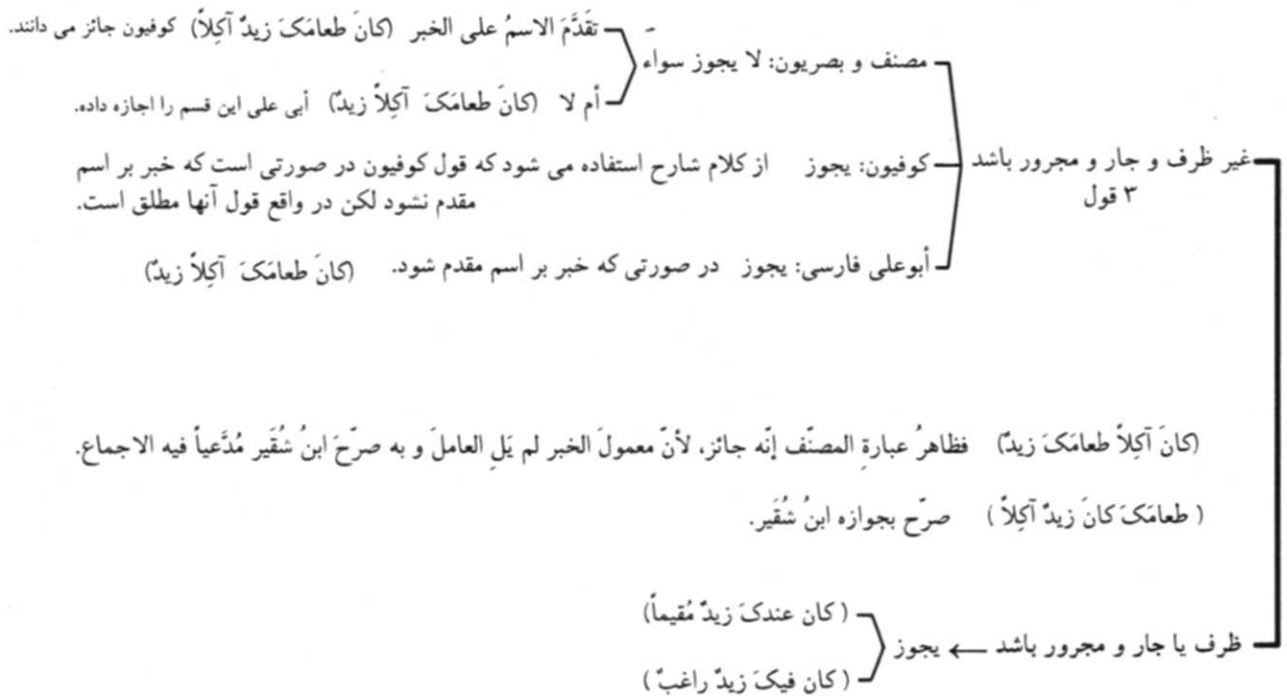 تقَدَّمَ الاسمُ على الخبر (كانَ طعامَکَ زیدٌ آکِلاً) کوفیون جائز می دانند.
مصنف و بصریون: لا یجوز سواء
أم لا (كانَ طعامَکَ آکِلاً زیدٌ) أبی علی این قسم را اجازه داده.
غیر ظرف و جار و مجرور باشد
۳ قول
کوفیون: یجوز از کلام شارح استفاده می شود که قول کوفیون در صورتی است که خبر بر اسم
مقدم نشود لکن در واقع قول آنها مطلق است.
أبوعلی فارسی: یجوز در صورتی که خبر بر اسم مقدم شود. (كانَ طعامَکَ آکِلاً زیدٌ)
(كانَ آکِلاً طعامَکَ زیدٌ) فظاهرُ عبارةِ المصنّف إنّه جائز، لأنّ معمولَ الخبر لم یَلِ العاملَ و به صرّحَ ابنُ شُقَیر مُدَّعیاً فیه الاجماع.
( طعامَکَ کانَ زیدٌ آکِلاً ) صرّح بجوازه ابنُ شُقَیر.
( کان عندکَ زیدٌ مُقیماً)
ظرف یا جار و مجرور باشد ← یجوز
( کان فیکَ زیدٌ راغبٌ )